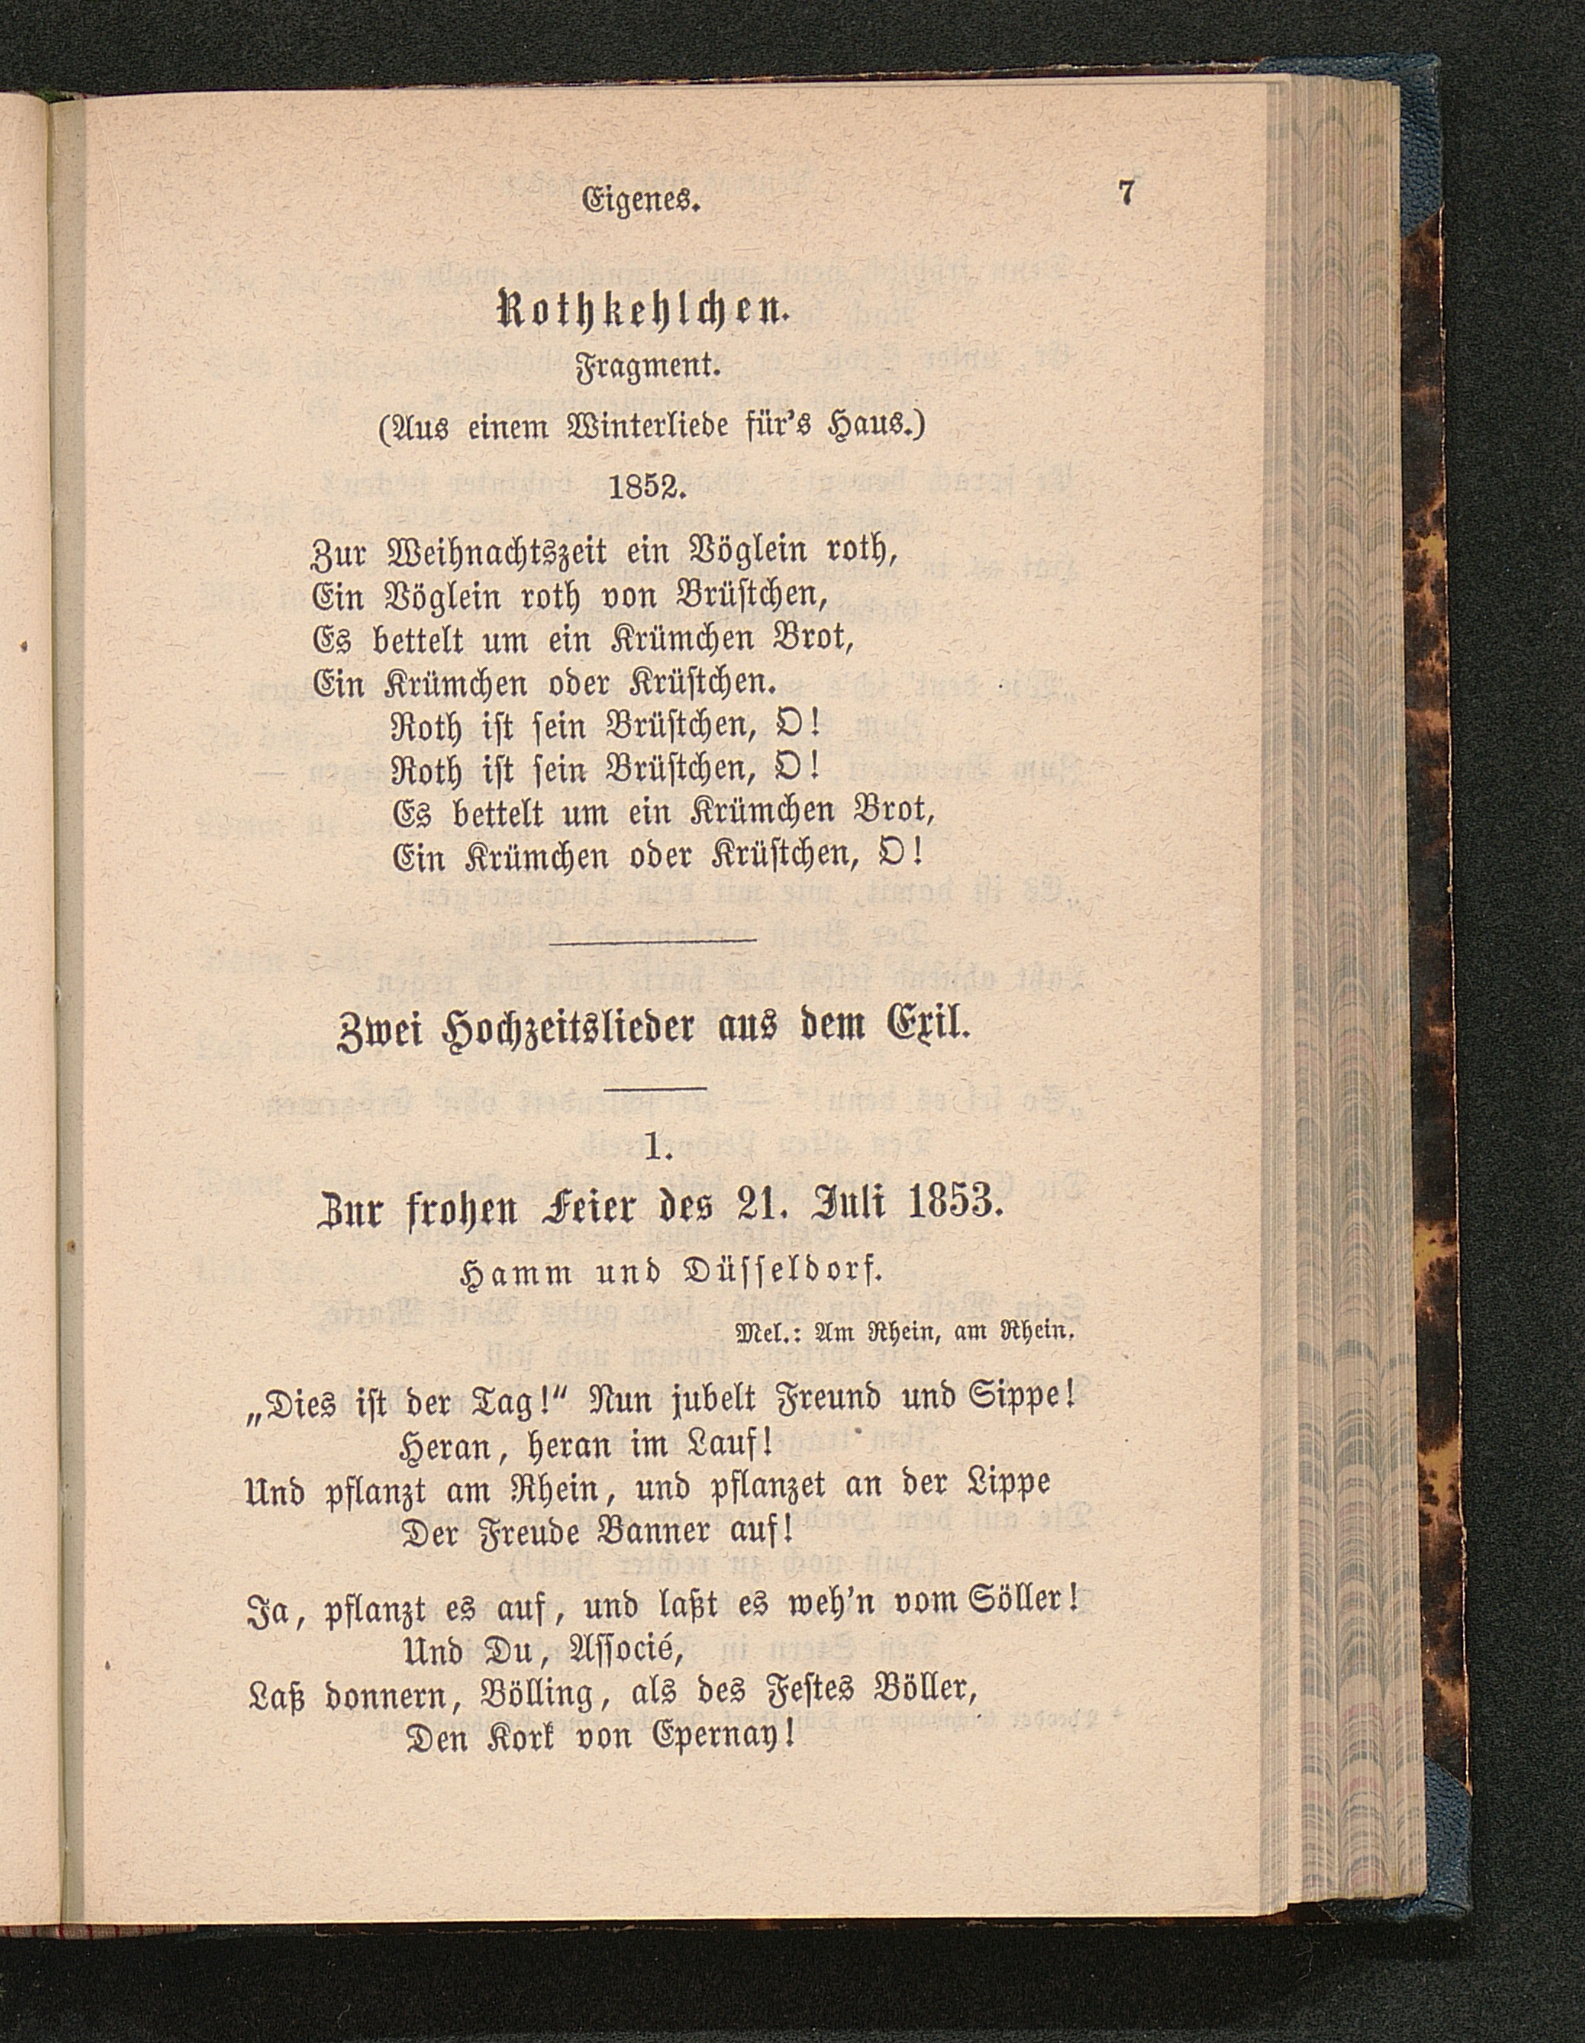 Eigenes.
7
Rothkehlchen.
Fragment.
(Aus einem Winterliede für's Haus.)
1852.
Zur Weihnachtszeit ein Vöglein roth,
Ein Vöglein roth von Brüstchen,
Es bettelt um ein Krümchen Brot,
Ein Krümchen oder Krüstchen.
Roth ist sein Brüstchen, O!
Roth ist sein Brüstchen, O!
Es bettelt um ein Krümchen Brot,
Ein Krümchen oder Krüstchen, O!
Zwei Hochzeitslieder aus dem Exil.
1.
Zur frohen Feier des 21. Juli 1853.
Hamm und Düsseldorf.
Mel.: Am Rhein, am Rhein.
„Dies ist der Tag!“ Nun jubelt Freund und Sippe!
Heran, heran im Lauf!
Und pflanzt am Rhein, und pflanzet an der Lippe
Der Freude Banner auf!
Ja, pflanzt es auf, und laßt es weh'n vom Söller!
Und Du, Associé,
Laß donnern, Bölling, als des Festes Böller,
Den Kork von Epernay!